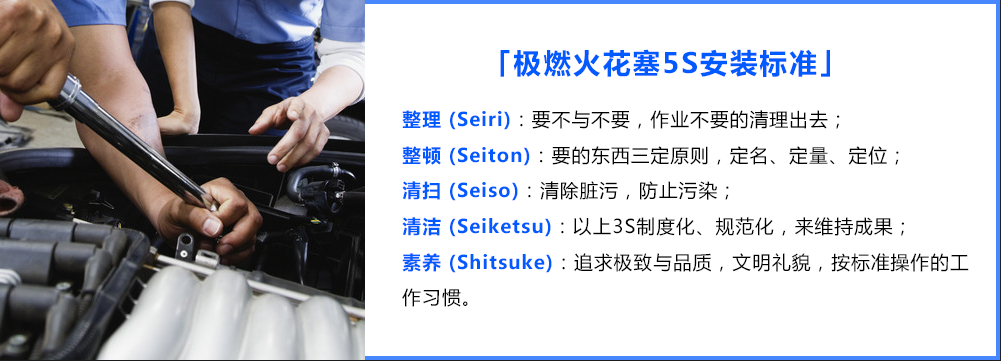 「极燃火花塞5S安装标准」
整理 (Seiri)：要不与不要，作业不要的清理出去；
整顿 (Seiton)：要的东西三定原则，定名、定量、定位；
清扫 (Seiso)：清除脏污，防止污染；
清洁 (Seiketsu)：以上3S制度化、规范化，来维持成果；
素养 (Shitsuke)：追求极致与品质，文明礼貌，按标准操作的工
作习惯。